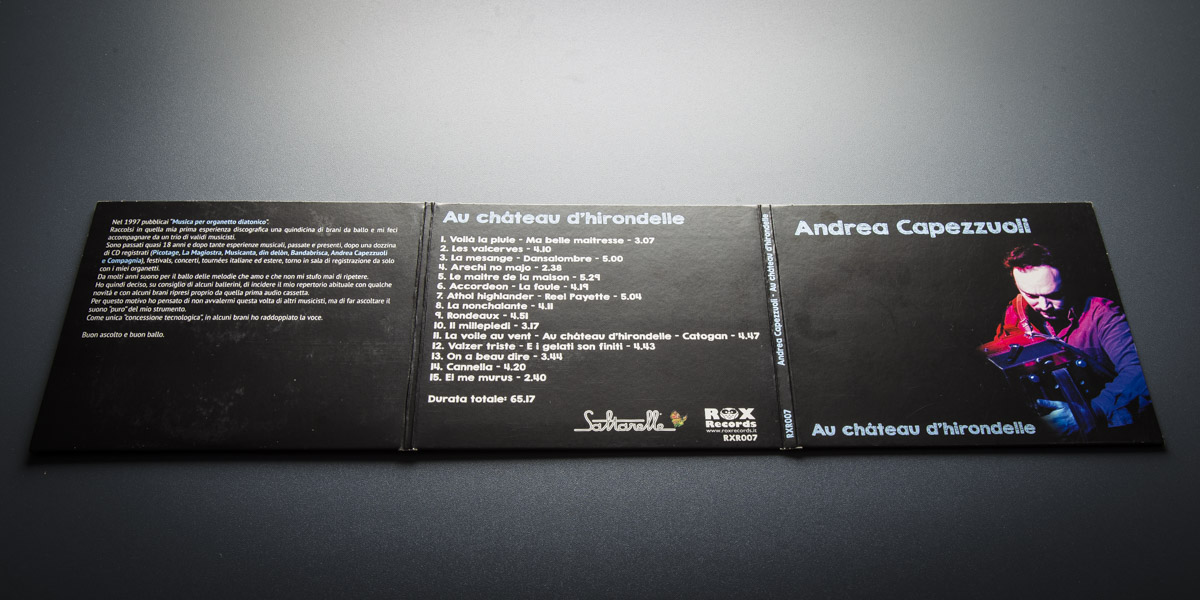 Nel 1997 pubblicai "Musica per organetto diatonico".
Raccolsi in quella mia prima esperienza discografica una quindicina di brani da ballo e mi feci
accompagnare da un trio di validi musicisti.
Sono passati quasi 18 anni e dopo tante esperienze musicali, passate e presenti, dopo una dozzina
di CD registrati (Picotage, La Magiostra, Musicanta, din delòn, Bandabrisca, Andrea Capezzuoli
e Compagnia), festivals, concerti, tournées italiane ed estere, torno in sala di registrazione da solo
con i miei organetti.
Da molti anni suono per il ballo delle melodie che amo e che non mi stufo mai di ripetere.
Ho quindi deciso, su consiglio di alcuni ballerini, di incidere il mio repertorio abituale con qualche
novità e con alcuni brani ripresi proprio da quella prima audio cassetta.
Per questo motivo ho pensato di non avvalermi questa volta di altri musicisti, ma di far ascoltare il
suono "puro" del mio strumento.
Come unica "concessione tecnologica", in alcuni brani ho raddoppiato la voce.
Buon ascolto e buon ballo.
Au château d'hirondelle
1. Voilà la pluie - Ma belle maitresse - 3.07
2. Les valcerves - 4.10
3. La mesange - Dansalombre - 5.00
4. Arechi no majo - 2.38
5. Le maître de la maison - 5.29
6. Accordeon - La foule - 4.19
7. Athol highlander - Reel Payette - 5.04
8. La nonchalante - 4.11
9. Rondeaux - 4.51
10. Il millepiedi - 3.17
11. La voile au vent - Au château d'hirondelle - Catogan - 4.47
12. Valzer triste - E i gelati son finiti - 4.43
13. On a beau dire - 3.44
14. Cannella - 4.20
15. El me murus - 2.40
Durata totale: 65.17
Saltarelle
ROX
Records
www.roxrecords.it
RXR007
Andrea Capezzuoli - Au château d'hirondelle
RXR007
Andrea Capezzuoli
Au château d'hirondelle